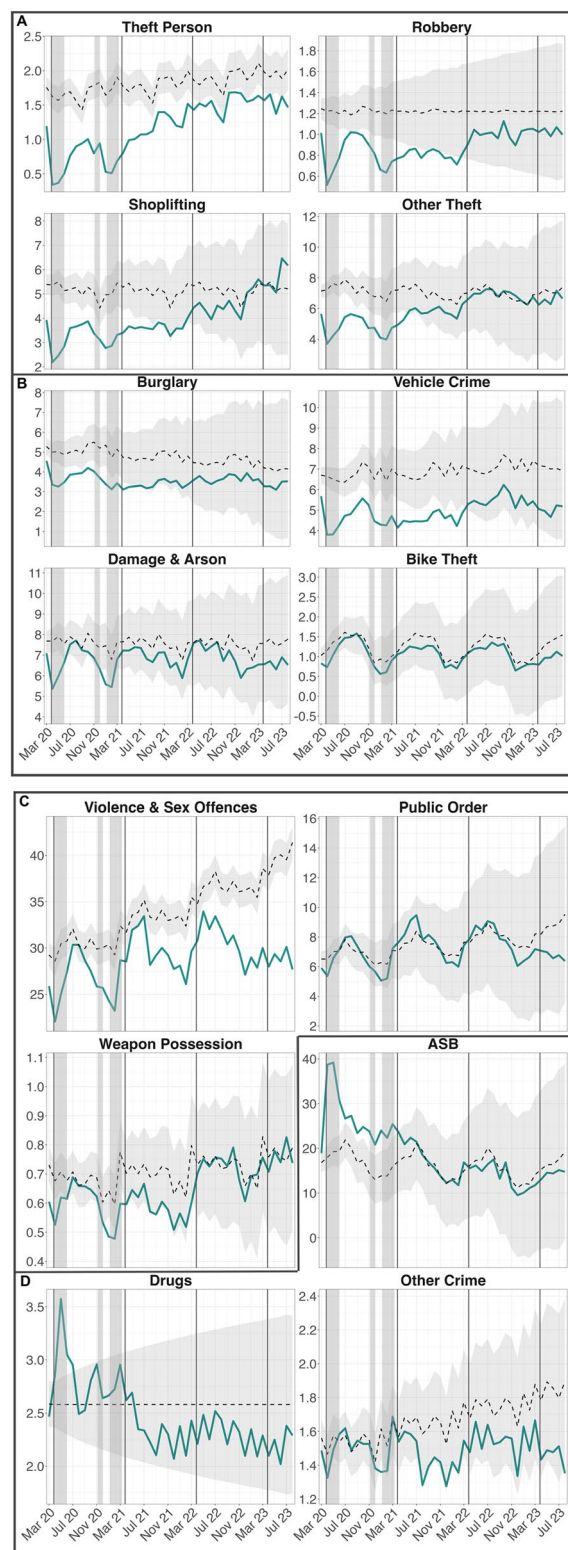 A
Theft Person
Robbery
2.5
2.0
1.5
1.0
0.5
1.8
1.6
1.4
1.2
1.0
0.8
0.6
Shoplifting
Other Theft
8
7
6
5
4
3
2
12
10
8
6
4
2
B
Burglary
Vehicle Crime
8
7
6
5
4
3
2
1
10
9
8
7
6
5
4
Damage & Arson
Bike Theft
11
10
9
8
7
6
5
4
3.0
2.5
2.0
1.5
1.0
0.5
0.0
-0.5
Mar 20
Jul 20
Nov 20
Mar 21
Jul 21
Nov 21
Mar 22
Jul 22
Nov 22
Mar 23
Jul 23
Mar 20
Jul 20
Nov 20
Mar 21
Jul 21
Nov 21
Mar 22
Jul 22
Nov 22
Mar 23
Jul 23
C
Violence & Sex Offences
Public Order
40
35
30
25
16
14
12
10
8
6
4
2
Weapon Possession
ASB
1.1
1.0
0.9
0.8
0.7
0.6
0.5
0.4
40
30
20
10
0
D
Drugs
Other Crime
3.5
3.0
2.5
2.0
2.4
2.2
2.0
1.8
1.6
1.4
1.2
Mar 20
Jul 20
Nov 20
Mar 21
Jul 21
Nov 21
Mar 22
Jul 22
Nov 22
Mar 23
Jul 23
Mar 20
Jul 20
Nov 20
Mar 21
Jul 21
Nov 21
Mar 22
Jul 22
Nov 22
Mar 23
Jul 23